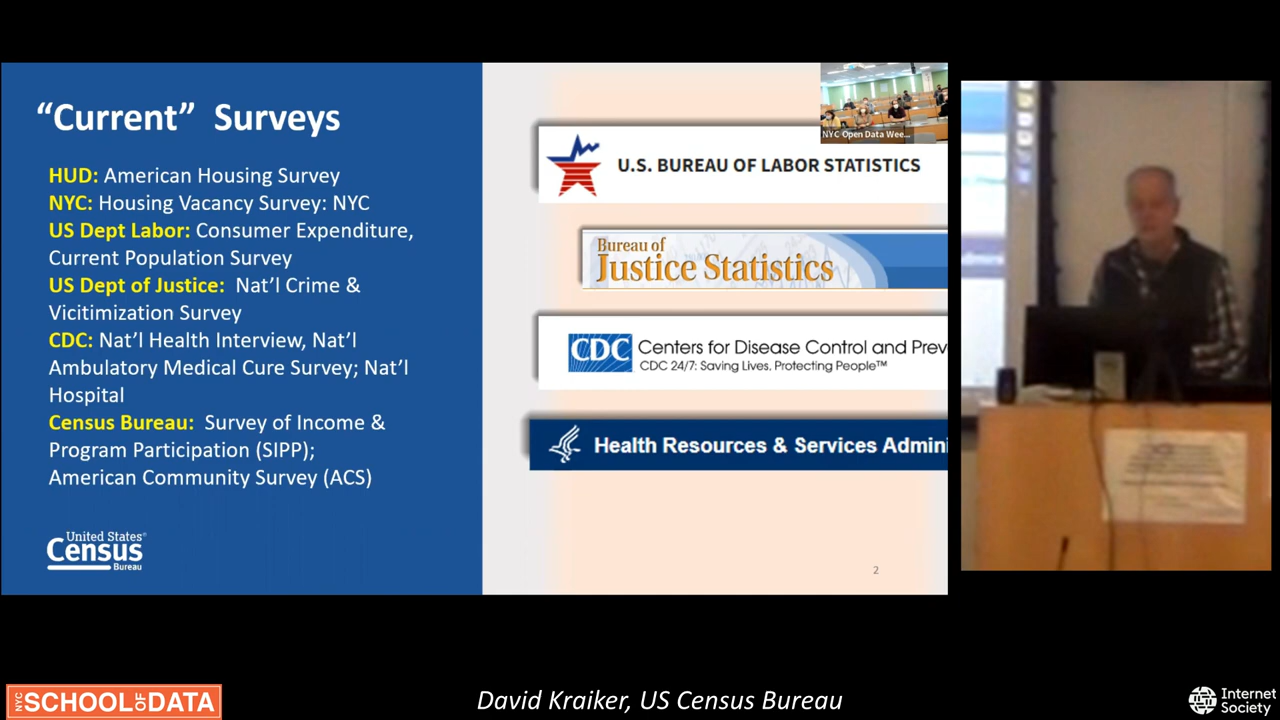 “Current” Surveys
HUD: American Housing Survey
NYC: Housing Vacancy Survey: NYC
US Dept Labor: Consumer Expenditure,
Current Population Survey
US Dept of Justice: Nat’l Crime &
Vicitimization Survey
CDC: Nat’l Health Interview, Nat’l
Ambulatory Medical Cure Survey; Nat’l
Hospital
Census Bureau: Survey of Income &
Program Participation (SIPP);
American Community Survey (ACS)
United States®
Census
Bureau
NYC Open Data Wee...
U.S. BUREAU OF LABOR STATISTICS
Bureau of
Justice Statistics
CDC Centers for Disease Control and Prev
CDC 24/7: Saving Lives, Protecting People™
Health Resources & Services Admini
2
NYC SCHOOL OF DATA
David Kraiker, US Census Bureau
Internet
Society